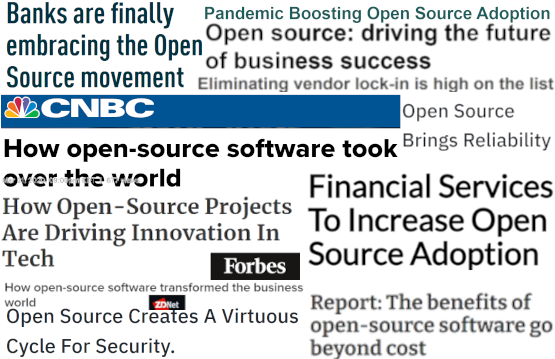 Banks are finally
embracing the Open
Source movement
Pandemic Boosting Open Source Adoption
Open source: driving the future
of business success
Eliminating vendor lock-in is high on the list
CNBC
Open Source
Brings Reliability
How open-source software took
over the world
Financial Services
To Increase Open
Source Adoption
How Open-Source Projects
Are Driving Innovation In
Tech
Forbes
How open-source software transformed the business
world
ZDNet
Open Source Creates A Virtuous
Cycle For Security.
Report: The benefits of
open-source software go
beyond cost